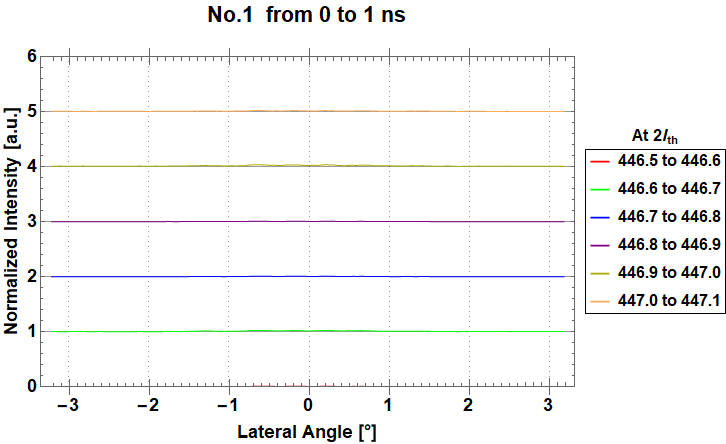 No.1 from 0 to 1 ns
Normalized Intensity [a.u.]
6
5
4
3
2
1
0
−3
−2
−1
0
1
2
3
Lateral Angle [°]
At 2Ith
446.5 to 446.6
446.6 to 446.7
446.7 to 446.8
446.8 to 446.9
446.9 to 447.0
447.0 to 447.1